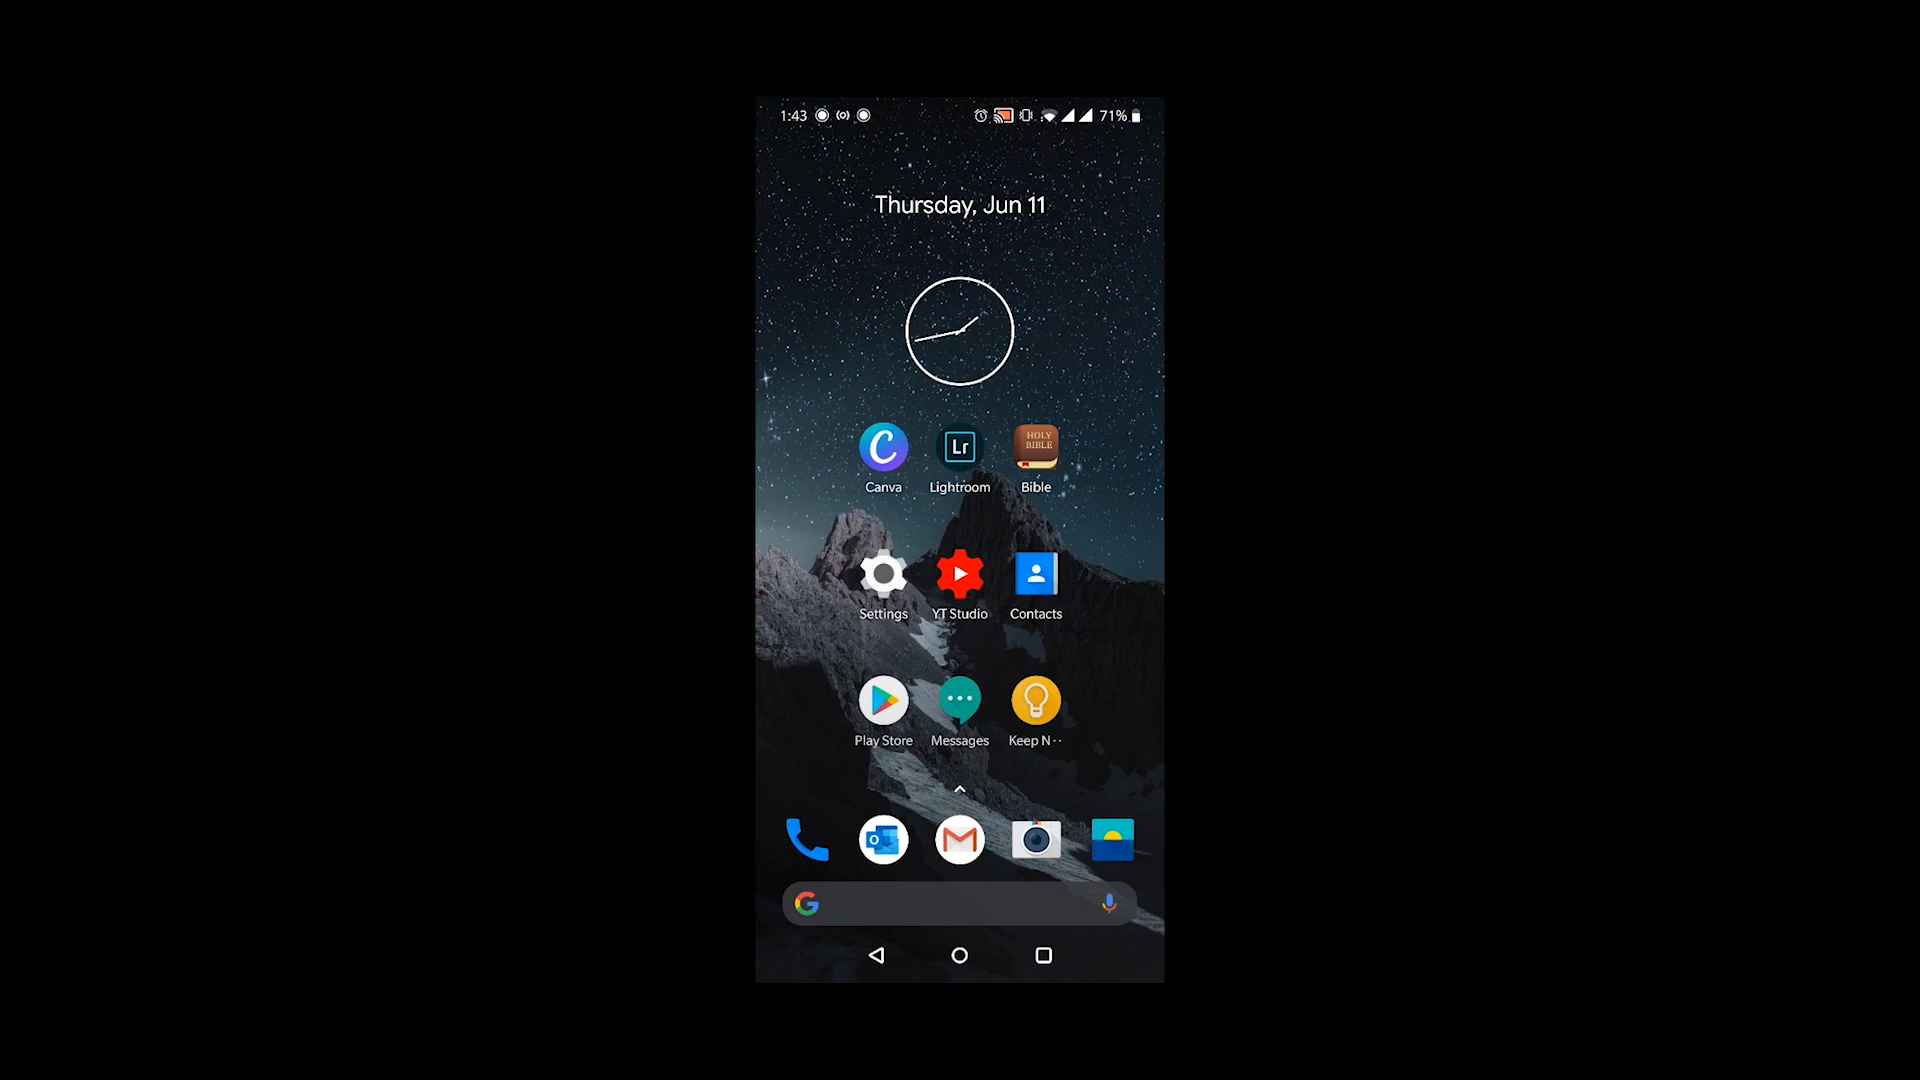 1:43 71%
Thursday, Jun 11
C Lr HOLY
BIBLE
Canva Lightroom Bible
Settings YT Studio Contacts
Play Store Messages Keep N··
O
G